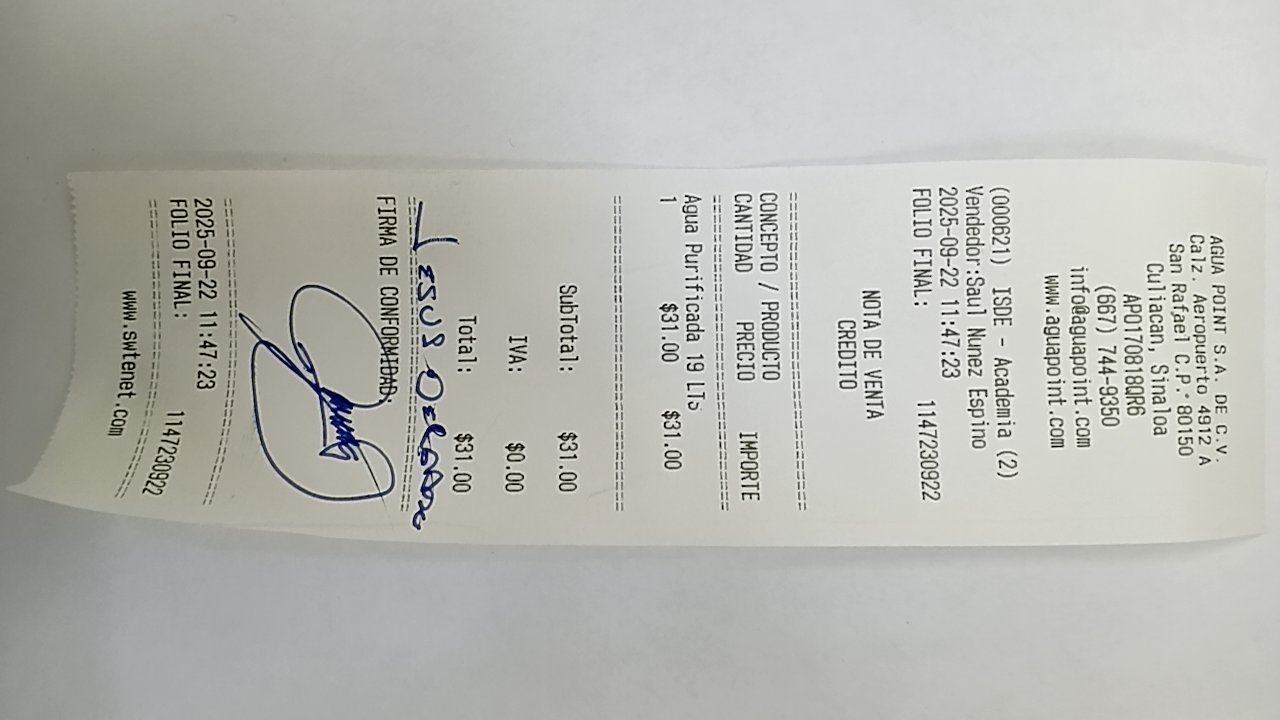 AGUA POINT S.A. DE C.V.
Calz. Aeropuerto 4912 A
San Rafael C.P. 80150
Culiacan, Sinaloa
APO170818QR6
(667) 744-9350
info@aguapoint.com
www.aguapoint.com
(000621) ISDE - Academia (2)
Vendedor:Saul Nunez Espino
2025-09-22 11:47:23
FOLIO FINAL: 1147230922
NOTA DE VENTA
CREDITO
CONCEPTO / PRODUCTO
CANTIDAD PRECIO IMPORTE
Agua Purificada 19 LTs
1 $31.00 $31.00
SubTotal: $31.00
IVA: $0.00
Total: $31.00
JESUS DELGADO
FIRMA DE CONFORMIDAD
2025-09-22 11:47:23
FOLIO FINAL: 1147230922
www.swtenet.com